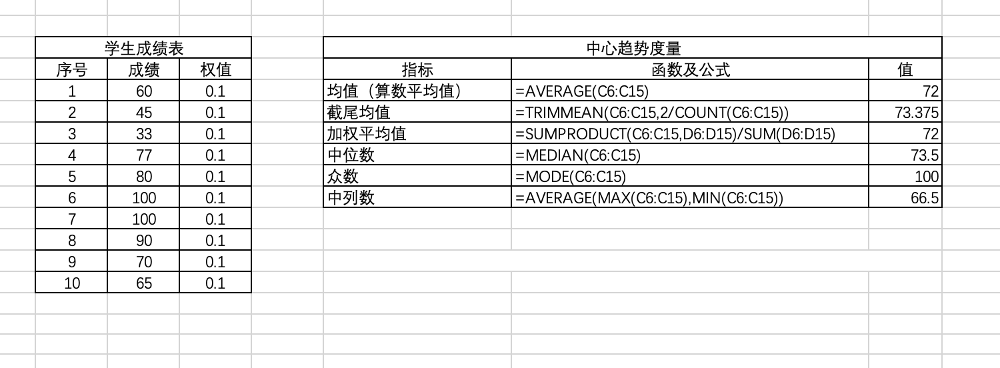 学生成绩表
序号 成绩 权值
1 60 0.1
2 45 0.1
3 33 0.1
4 77 0.1
5 80 0.1
6 100 0.1
7 100 0.1
8 90 0.1
9 70 0.1
10 65 0.1
中心趋势度量
指标 函数及公式 值
均值（算数平均值） =AVERAGE(C6:C15) 72
截尾均值 =TRIMMEAN(C6:C15,2/COUNT(C6:C15)) 73.375
加权平均值 =SUMPRODUCT(C6:C15,D6:D15)/SUM(D6:D15) 72
中位数 =MEDIAN(C6:C15) 73.5
众数 =MODE(C6:C15) 100
中列数 =AVERAGE(MAX(C6:C15),MIN(C6:C15)) 66.5